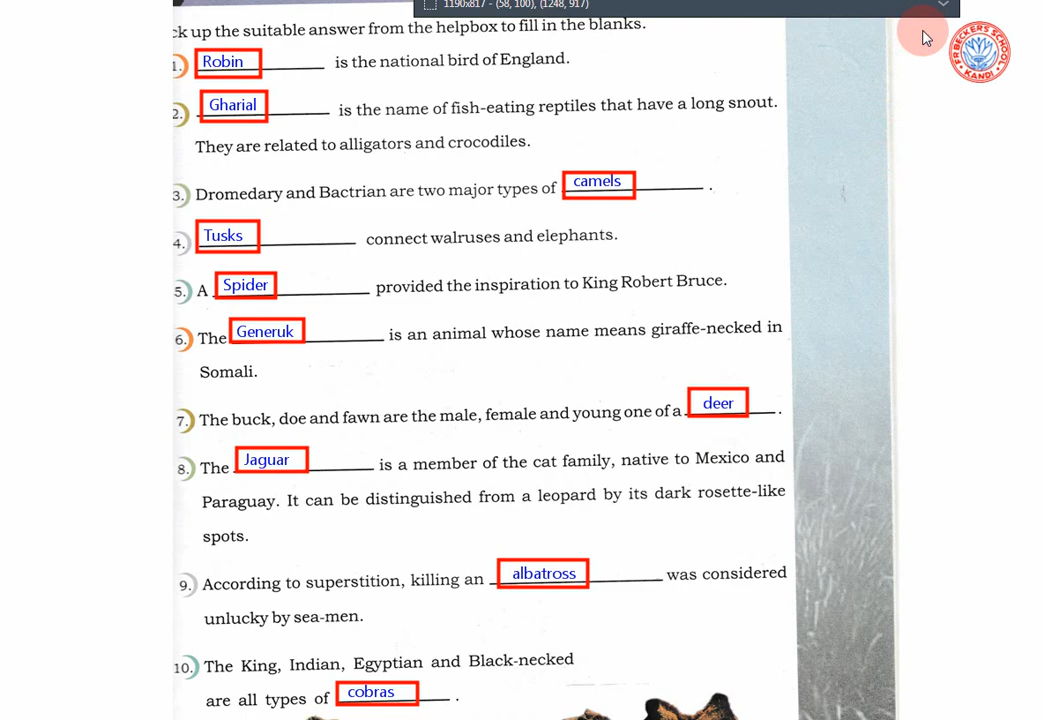 1190x817 - (58, 100), (1248, 917)
ck up the suitable answer from the helpbox to fill in the blanks.
FR BECKERS SCHOOL
KANDI
1. Robin is the national bird of England.
2. Gharial is the name of fish-eating reptiles that have a long snout.
They are related to alligators and crocodiles.
3. Dromedary and Bactrian are two major types of camels .
4. Tusks connect walruses and elephants.
5. A Spider provided the inspiration to King Robert Bruce.
6. The Generuk is an animal whose name means giraffe-necked in
Somali.
7. The buck, doe and fawn are the male, female and young one of a deer .
8. The Jaguar is a member of the cat family, native to Mexico and
Paraguay. It can be distinguished from a leopard by its dark rosette-like
spots.
9. According to superstition, killing an albatross was considered
unlucky by sea-men.
10. The King, Indian, Egyptian and Black-necked
are all types of cobras .